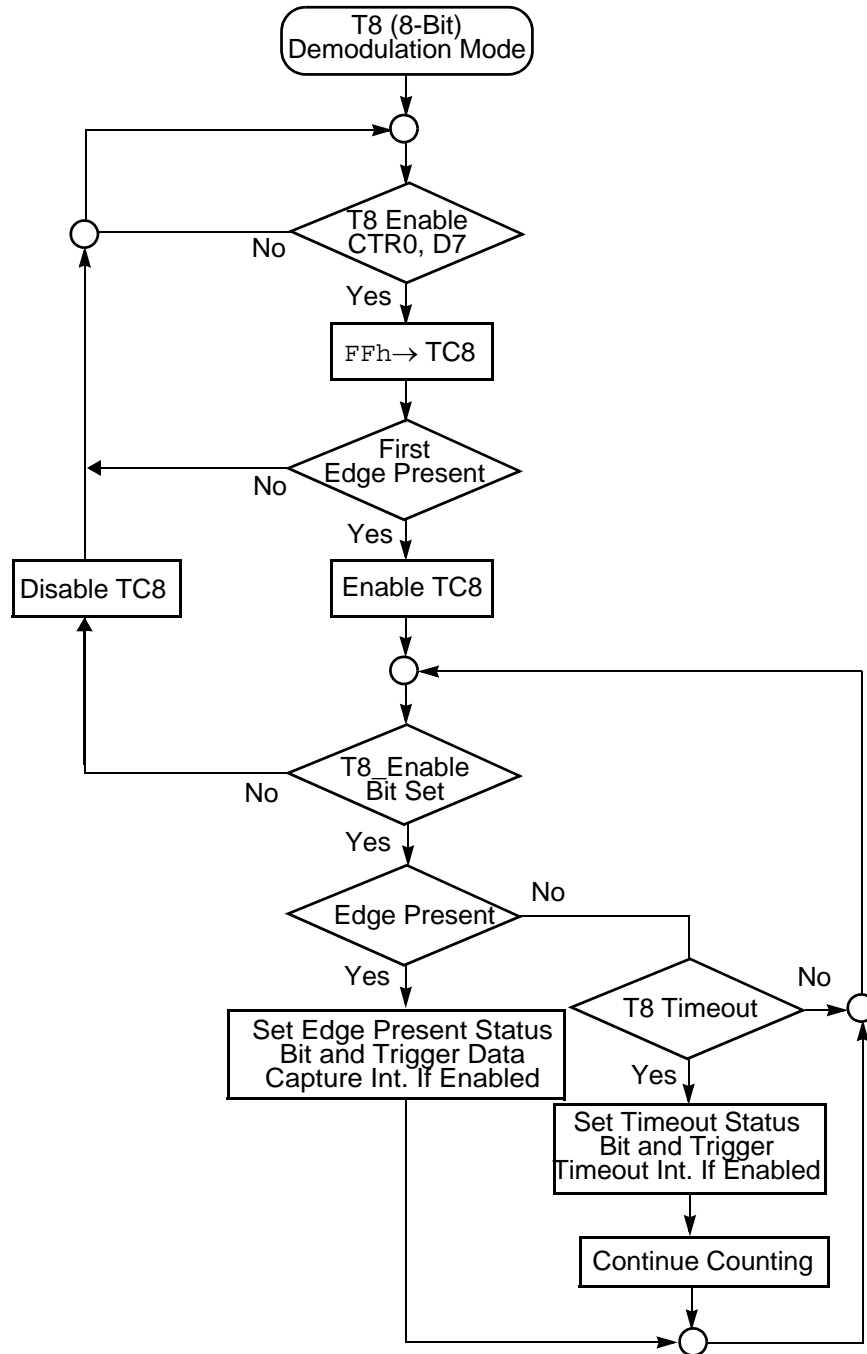 T8 (8-Bit)
Demodulation Mode
T8 Enable
CTR0, D7
No
Yes
FFh→ TC8
First
Edge Present
No
Yes
Disable TC8
Enable TC8
T8_Enable
Bit Set
No
Yes
Edge Present
No
Yes
T8 Timeout
No
Set Edge Present Status
Bit and Trigger Data
Capture Int. If Enabled
Yes
Set Timeout Status
Bit and Trigger
Timeout Int. If Enabled
Continue Counting